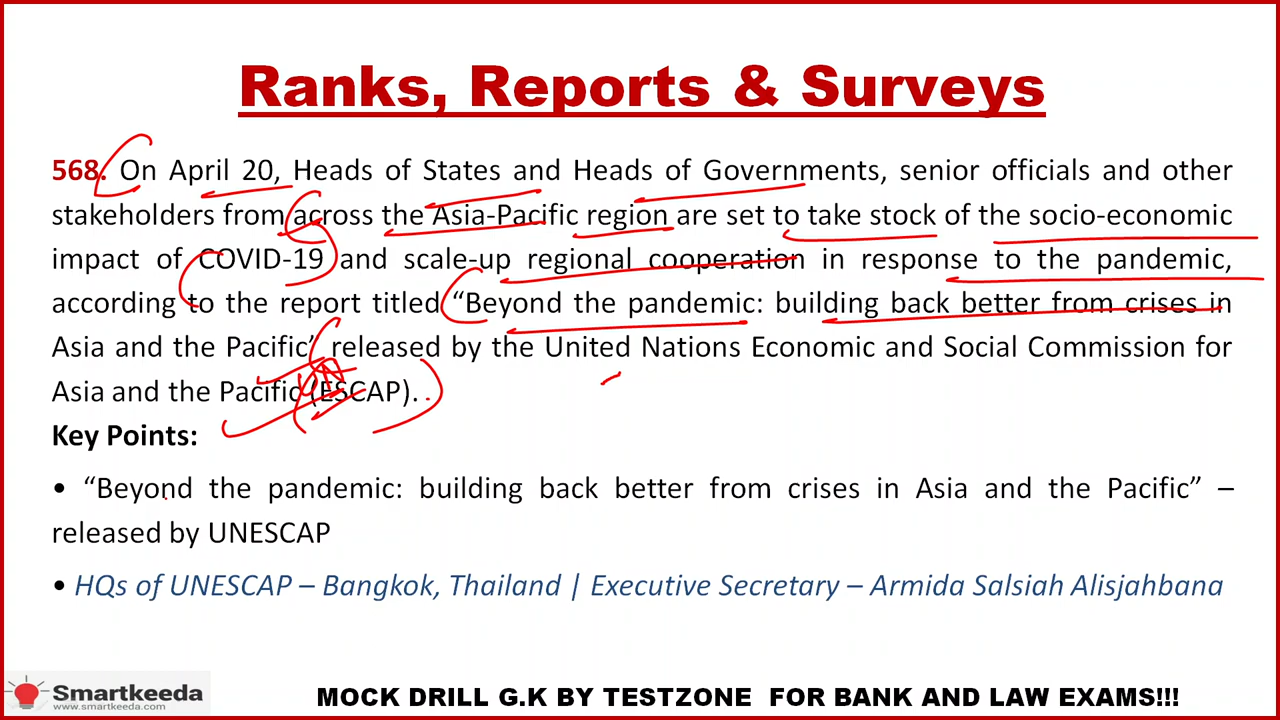 Ranks, Reports & Surveys
568. On April 20, Heads of States and Heads of Governments, senior officials and other
stakeholders from across the Asia-Pacific region are set to take stock of the socio-economic
impact of COVID-19 and scale-up regional cooperation in response to the pandemic,
according to the report titled “Beyond the pandemic: building back better from crises in
Asia and the Pacific” released by the United Nations Economic and Social Commission for
Asia and the Pacific (ESCAP).
Key Points:
• “Beyond the pandemic: building back better from crises in Asia and the Pacific” –
released by UNESCAP
• HQs of UNESCAP – Bangkok, Thailand | Executive Secretary – Armida Salsiah Alisjahbana
Smartkeeda
www.smartkeeda.com
MOCK DRILL G.K BY TESTZONE FOR BANK AND LAW EXAMS!!!